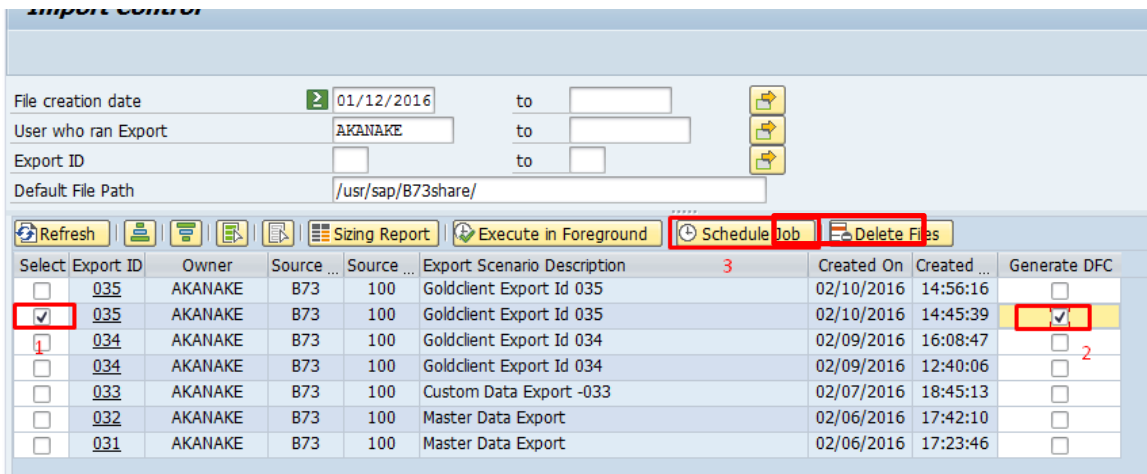 Import Control
File creation date 01/12/2016 to
User who ran Export AKANAKE to
Export ID to
Default File Path /usr/sap/B73share/
Refresh Sizing Report Execute in Foreground Schedule Job Delete Files
Select Export ID Owner Source ... Source ... Export Scenario Description 3 Created On Created ... Generate DFC
035 AKANAKE B73 100 Goldclient Export Id 035 02/10/2016 14:56:16
035 AKANAKE B73 100 Goldclient Export Id 035 02/10/2016 14:45:39
1 034 AKANAKE B73 100 Goldclient Export Id 034 02/09/2016 16:08:47 2
034 AKANAKE B73 100 Goldclient Export Id 034 02/09/2016 12:40:06
033 AKANAKE B73 100 Custom Data Export -033 02/07/2016 18:45:13
032 AKANAKE B73 100 Master Data Export 02/06/2016 17:42:10
031 AKANAKE B73 100 Master Data Export 02/06/2016 17:23:46